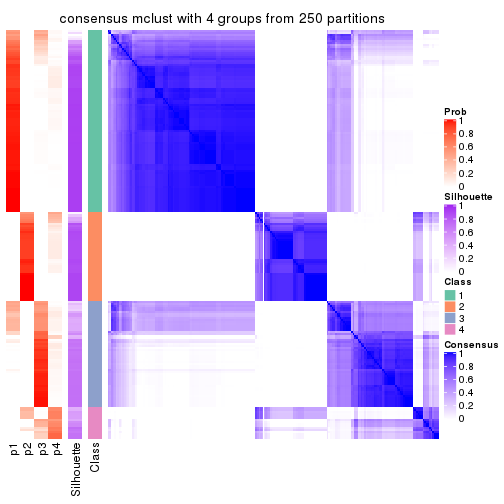 consensus mclust with 4 groups from 250 partitions
Prob
1
0.8
0.6
0.4
0.2
0
Silhouette
1
0.8
0.6
0.4
0.2
0
Class
1
2
3
4
Consensus
1
0.8
0.6
0.4
0.2
0
p1
p2
p3
p4
Silhouette
Class